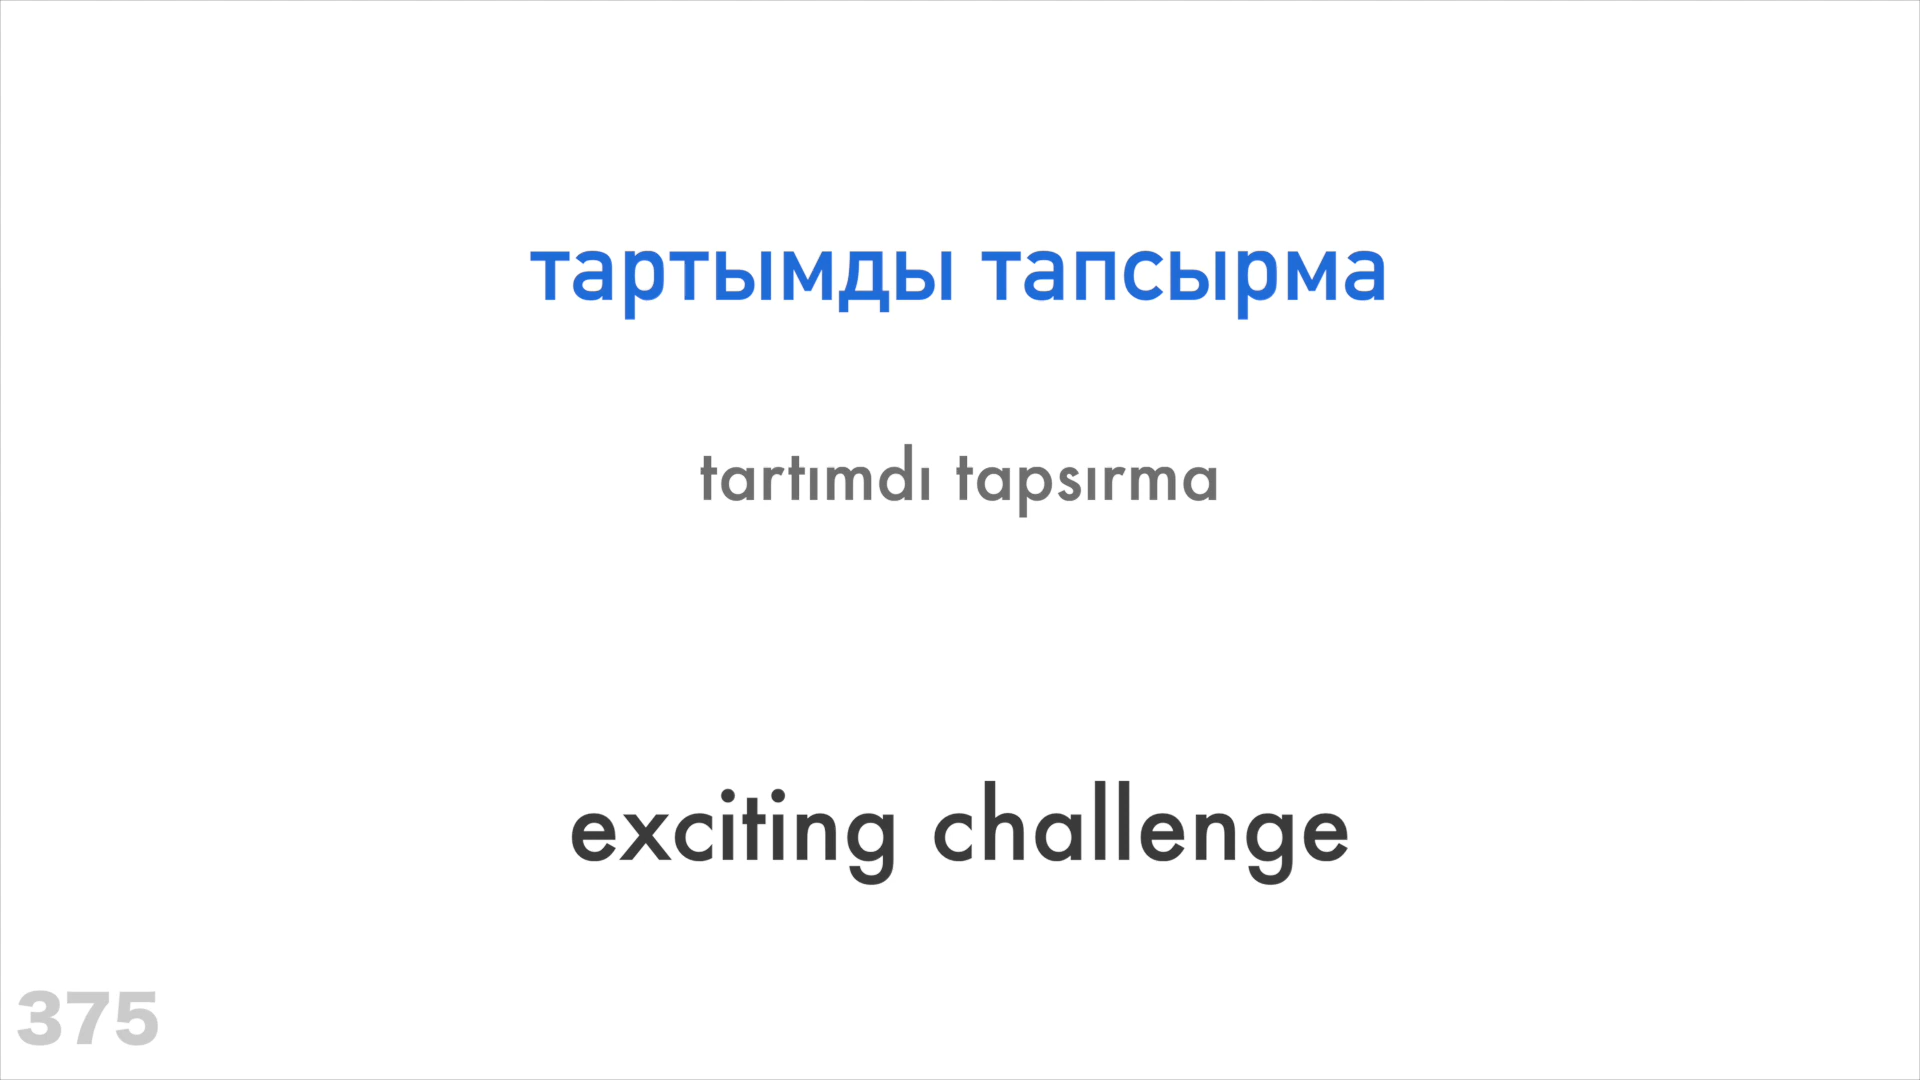 тартымды тапсырма
tartımdı tapsırma
exciting challenge
375